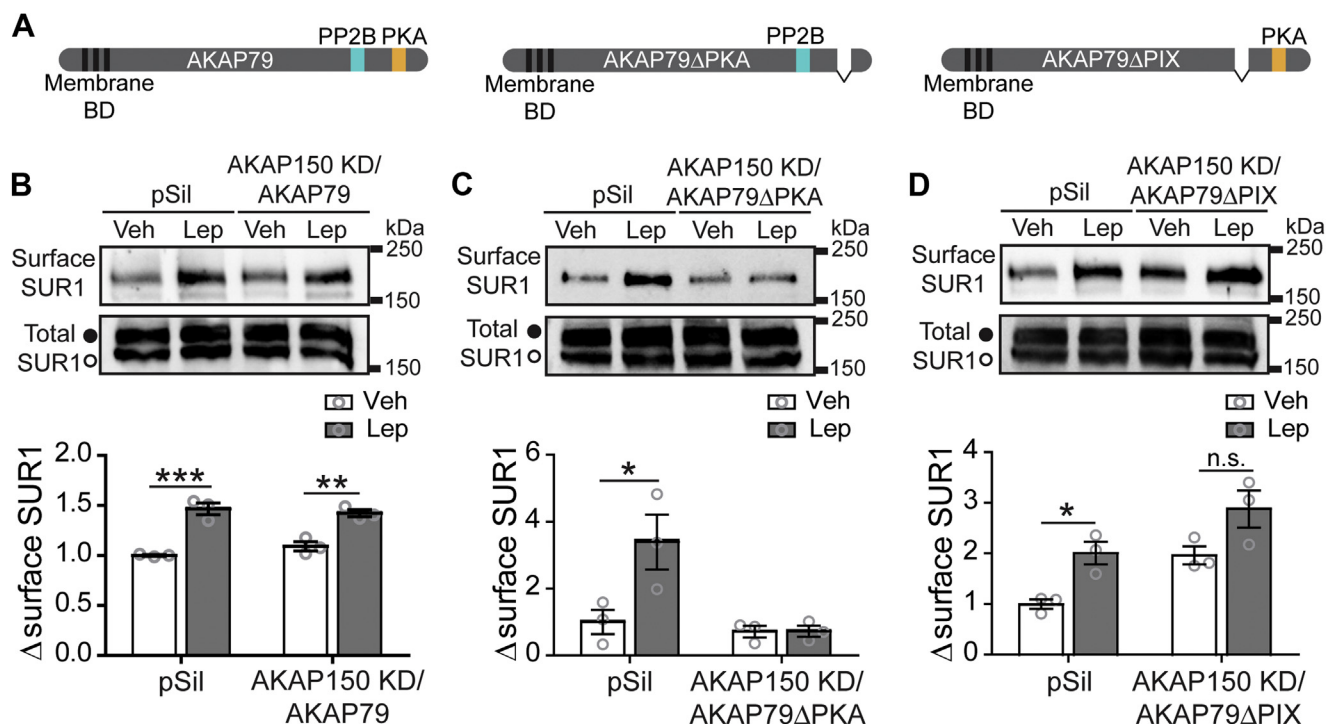 A
PP2B PKA
AKAP79
Membrane
BD
PP2B
AKAP79ΔPKA
Membrane
BD
PKA
AKAP79ΔPIX
Membrane
BD
B
pSil
AKAP150 KD/
AKAP79
Veh Lep Veh Lep kDa
Surface
SUR1
250
150
Total ●
SUR1 ○
250
150
Veh
Lep
Δ surface SUR1
2.0
1.5
1.0
0.5
0.0
***
**
pSil
AKAP150 KD/
AKAP79
C
pSil
AKAP150 KD/
AKAP79ΔPKA
Veh Lep Veh Lep kDa
Surface
SUR1
250
150
Total ●
SUR1 ○
250
150
Veh
Lep
Δ surface SUR1
6
4
2
0
*
pSil
AKAP150 KD/
AKAP79ΔPKA
D
pSil
AKAP150 KD/
AKAP79ΔPIX
Veh Lep Veh Lep kDa
Surface
SUR1
250
150
Total ●
SUR1 ○
250
150
Veh
Lep
Δ surface SUR1
4
3
2
1
0
*
n.s.
pSil
AKAP150 KD/
AKAP79ΔPIX